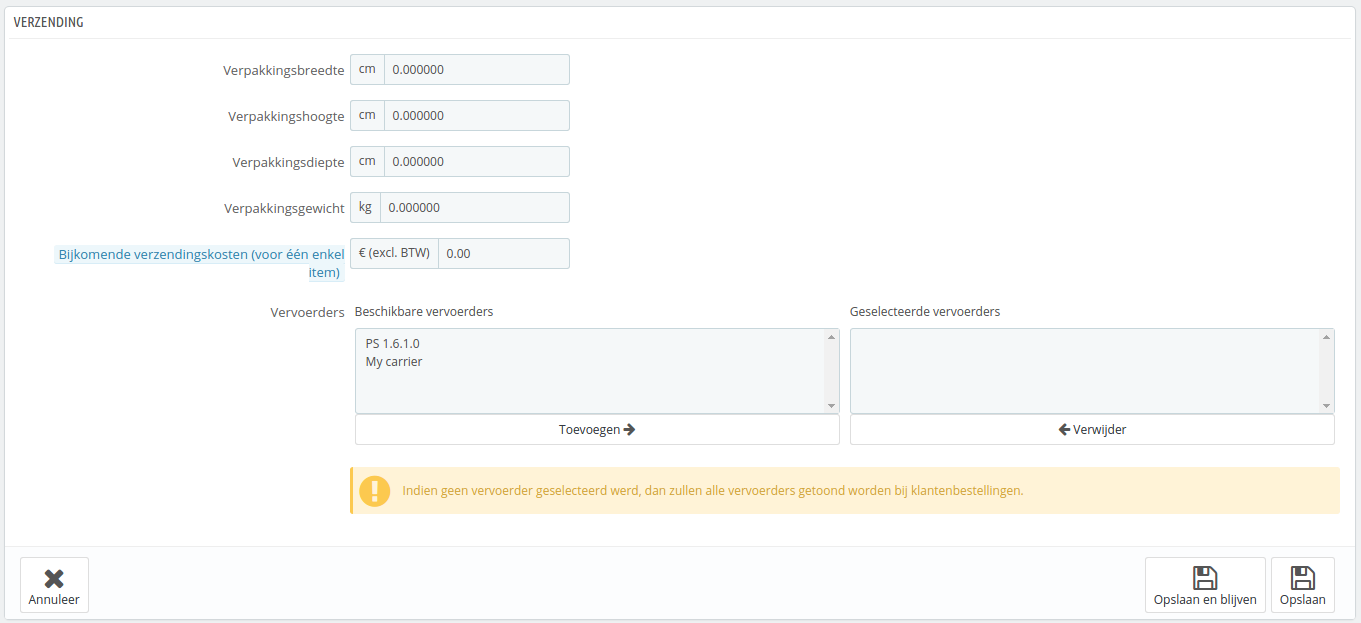 VERZENDING
Verpakkingsbreedte cm 0.000000
Verpakkingshoogte cm 0.000000
Verpakkingsdiepte cm 0.000000
Verpakkingsgewicht kg 0.000000
Bijkomende verzendingskosten (voor één enkel € (excl. BTW) 0.00
item)
Vervoerders Beschikbare vervoerders Geselecteerde vervoerders
PS 1.6.1.0
My carrier
Toevoegen Verwijder
Indien geen vervoerder geselecteerd werd, dan zullen alle vervoerders getoond worden bij klantenbestellingen.
Annuleer Opslaan en blijven Opslaan